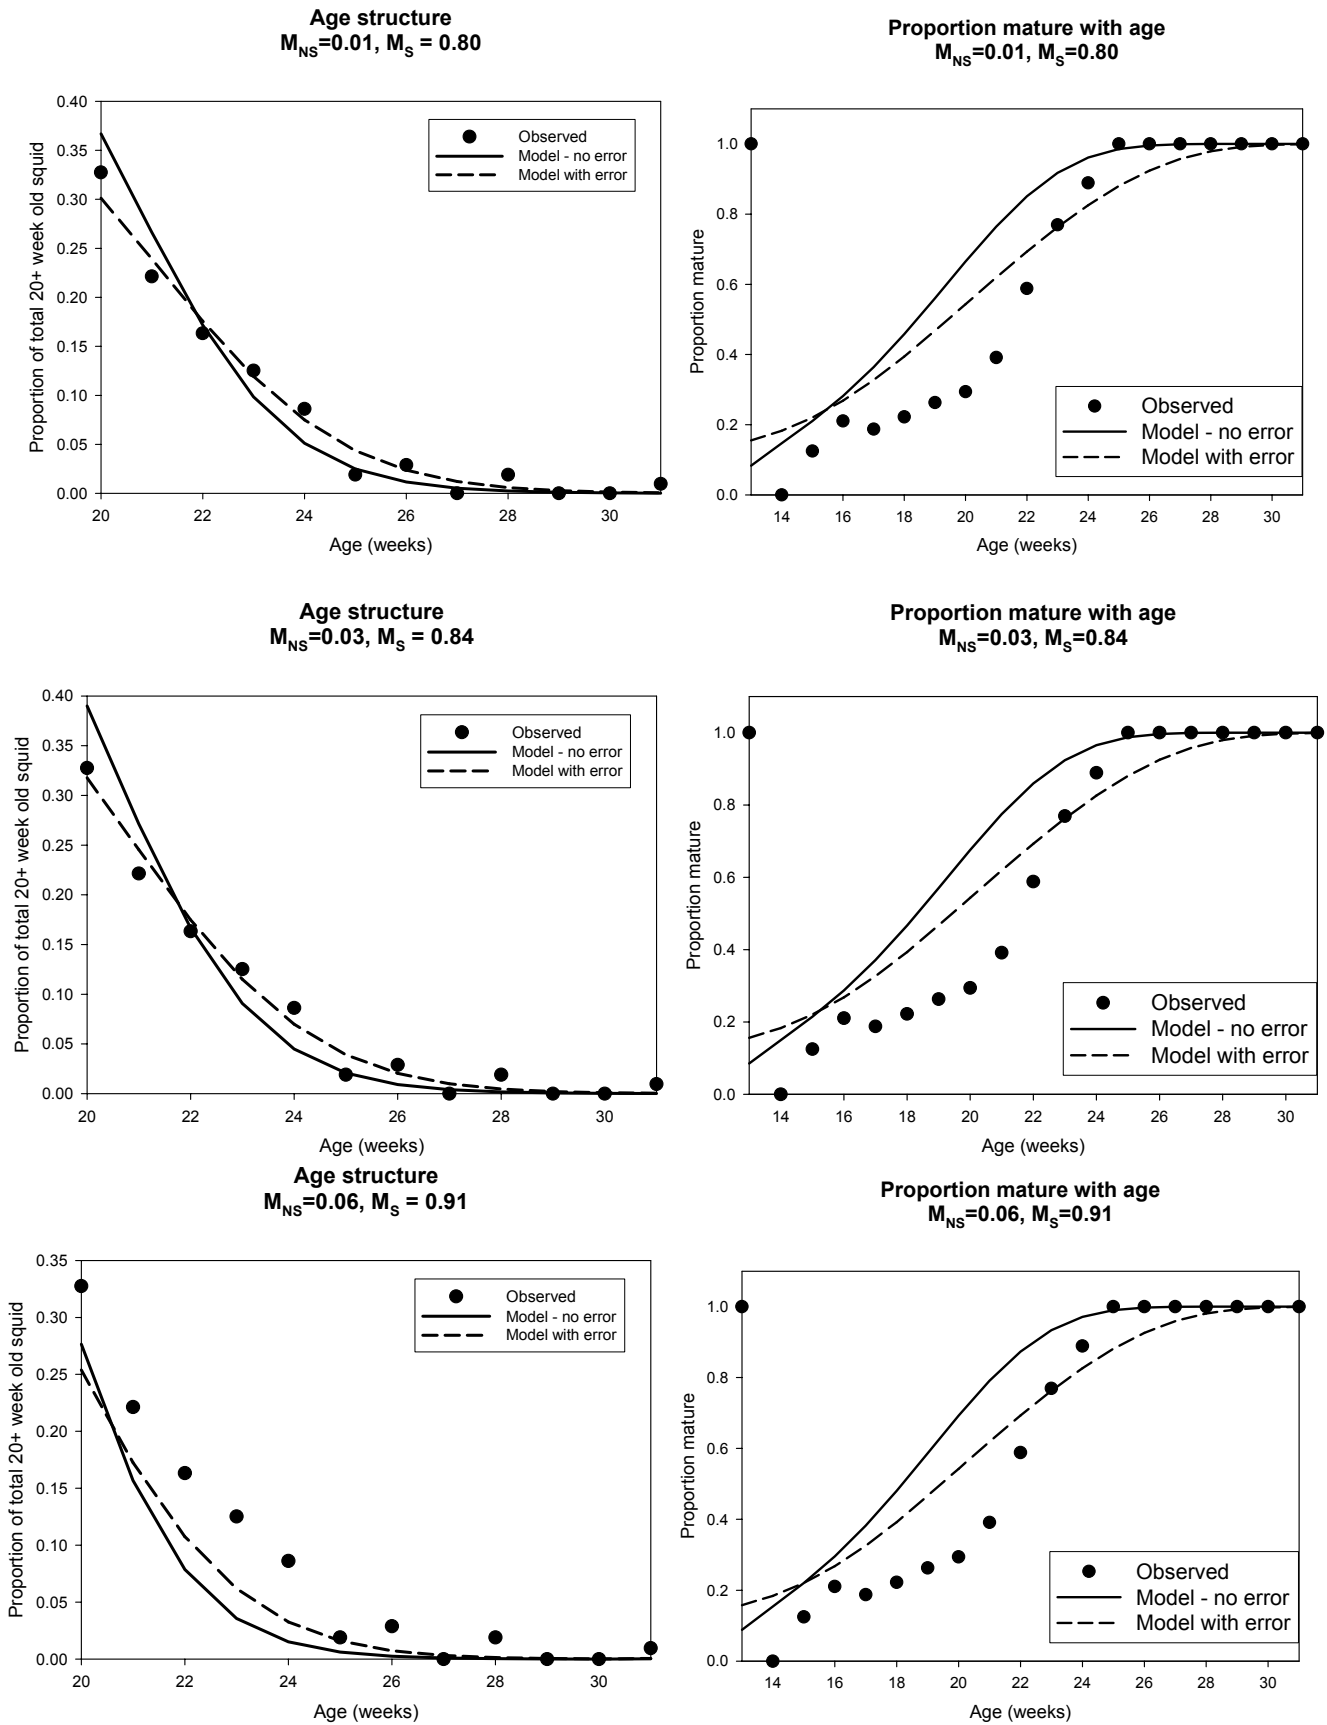 Age structure
M_NS=0.01, M_S = 0.80
Proportion of total 20+ week old squid
0.40
0.35
0.30
0.25
0.20
0.15
0.10
0.05
0.00
Observed
Model - no error
Model with error
20 22 24 26 28 30
Age (weeks)
Proportion mature with age
M_NS=0.01, M_S=0.80
Proportion mature
1.0
0.8
0.6
0.4
0.2
0.0
Observed
Model - no error
Model with error
14 16 18 20 22 24 26 28 30
Age (weeks)
Age structure
M_NS=0.03, M_S = 0.84
Proportion of total 20+ week old squid
0.40
0.35
0.30
0.25
0.20
0.15
0.10
0.05
0.00
Observed
Model - no error
Model with error
20 22 24 26 28 30
Age (weeks)
Proportion mature with age
M_NS=0.03, M_S=0.84
Proportion mature
1.0
0.8
0.6
0.4
0.2
0.0
Observed
Model - no error
Model with error
14 16 18 20 22 24 26 28 30
Age (weeks)
Age structure
M_NS=0.06, M_S = 0.91
Proportion of total 20+ week old squid
0.35
0.30
0.25
0.20
0.15
0.10
0.05
0.00
Observed
Model - no error
Model with error
20 22 24 26 28 30
Age (weeks)
Proportion mature with age
M_NS=0.06, M_S=0.91
Proportion mature
1.0
0.8
0.6
0.4
0.2
0.0
Observed
Model - no error
Model with error
14 16 18 20 22 24 26 28 30
Age (weeks)